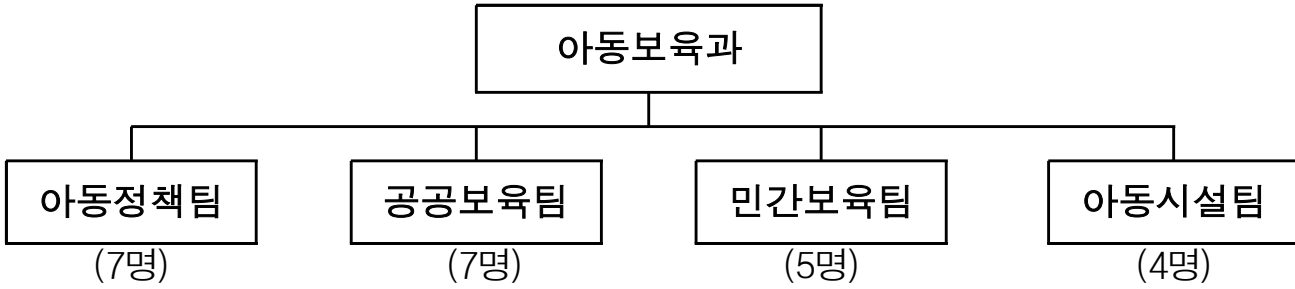 아동보육과
아동정책팀 공공보육팀 민간보육팀 아동시설팀
(7명) (7명) (5명) (4명)